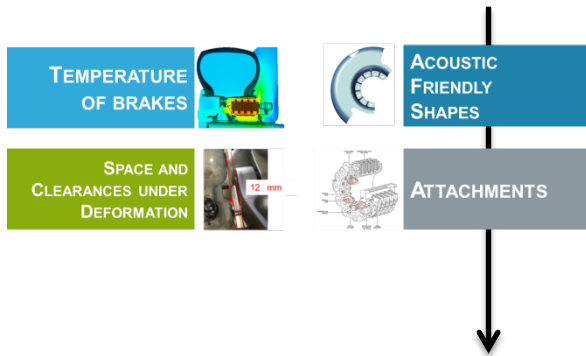 TEMPERATURE
OF BRAKES
ACOUSTIC
FRIENDLY
SHAPES
SPACE AND
CLEARANCES UNDER
DEFORMATION
12 mm
ATTACHMENTS